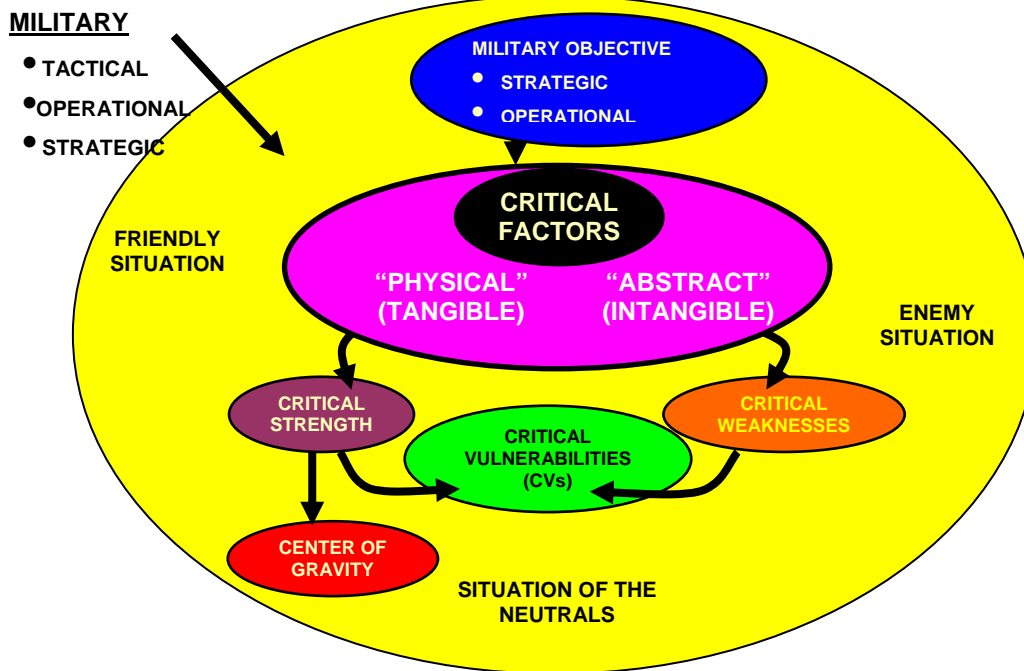 MILITARY
• TACTICAL
•OPERATIONAL
• STRATEGIC
MILITARY OBJECTIVE
• STRATEGIC
• OPERATIONAL
CRITICAL
FACTORS
“PHYSICAL”
(TANGIBLE)
“ABSTRACT”
(INTANGIBLE)
FRIENDLY
SITUATION
ENEMY
SITUATION
CRITICAL
STRENGTH
CRITICAL
VULNERABILITIES
(CVs)
CRITICAL
WEAKNESSES
CENTER OF
GRAVITY
SITUATION OF THE
NEUTRALS